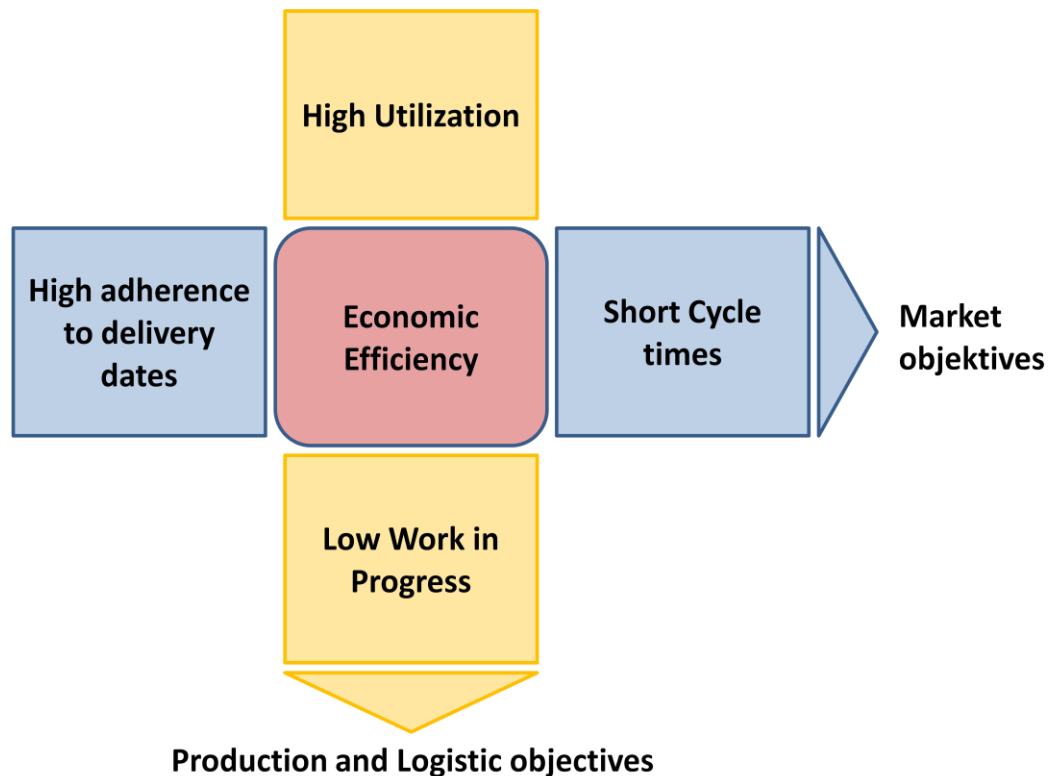 High Utilization
High adherence
to delivery
dates
Economic
Efficiency
Short Cycle
times
Market
objektives
Low Work in
Progress
Production and Logistic objectives